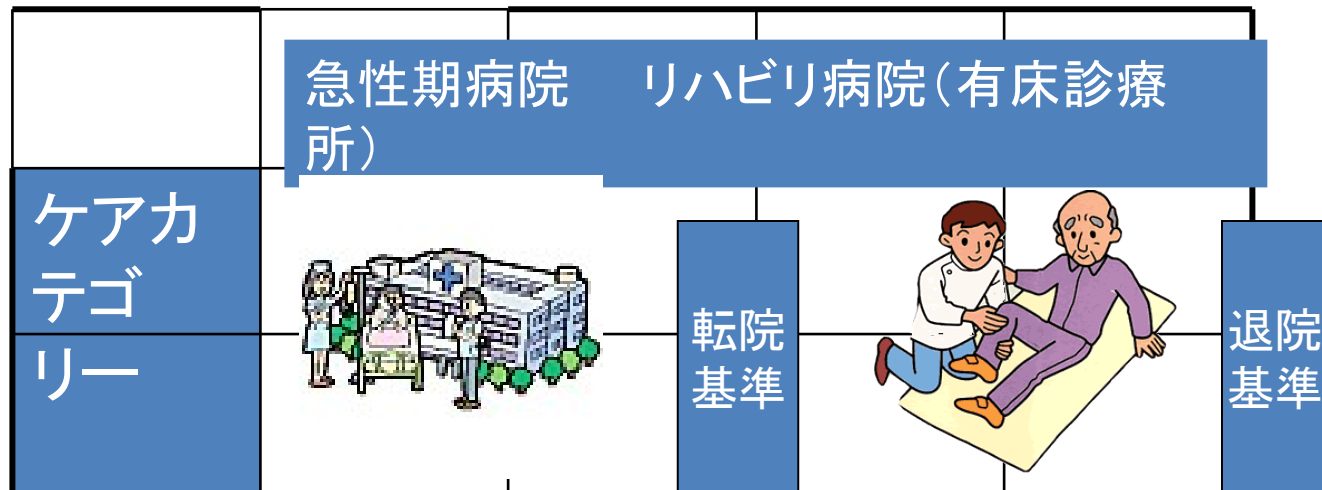 急性期病院　リハビリ病院（有床診療
所）
ケアカ
テゴ
リー
転院
基準
退院
基準